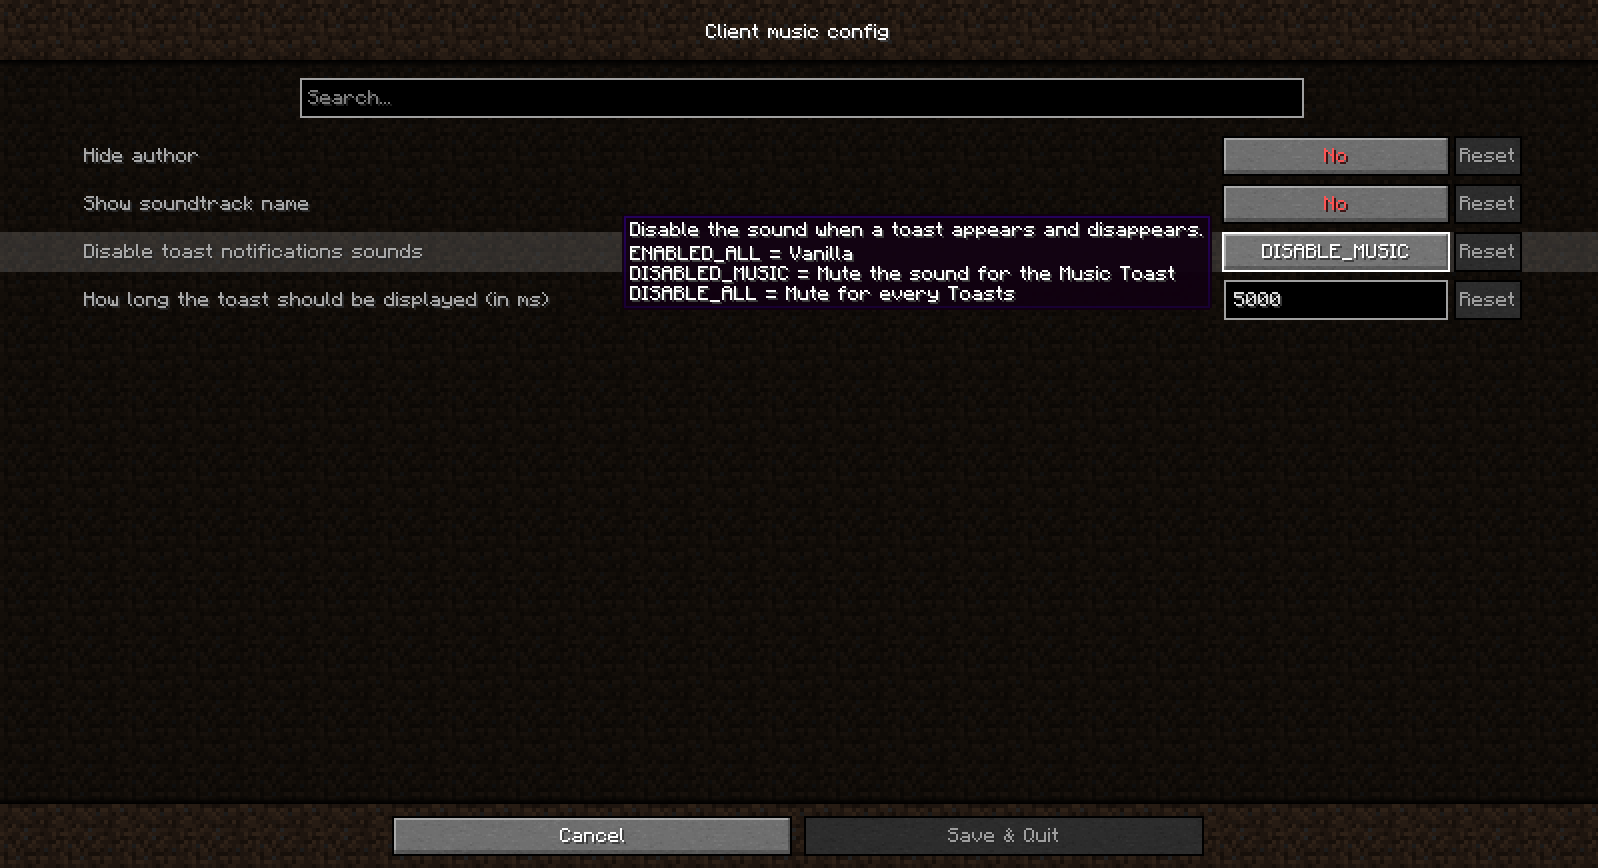 Client music config
Search...
Hide author No Reset
Show soundtrack name No Reset
Disable toast notifications sounds DISABLE_MUSIC Reset
Disable the sound when a toast appears and disappears.
ENABLED_ALL = Vanilla
DISABLED_MUSIC = Mute the sound for the Music Toast
DISABLE_ALL = Mute for every Toasts
How long the toast should be displayed (in ms) 5000 Reset
Cancel Save & Quit